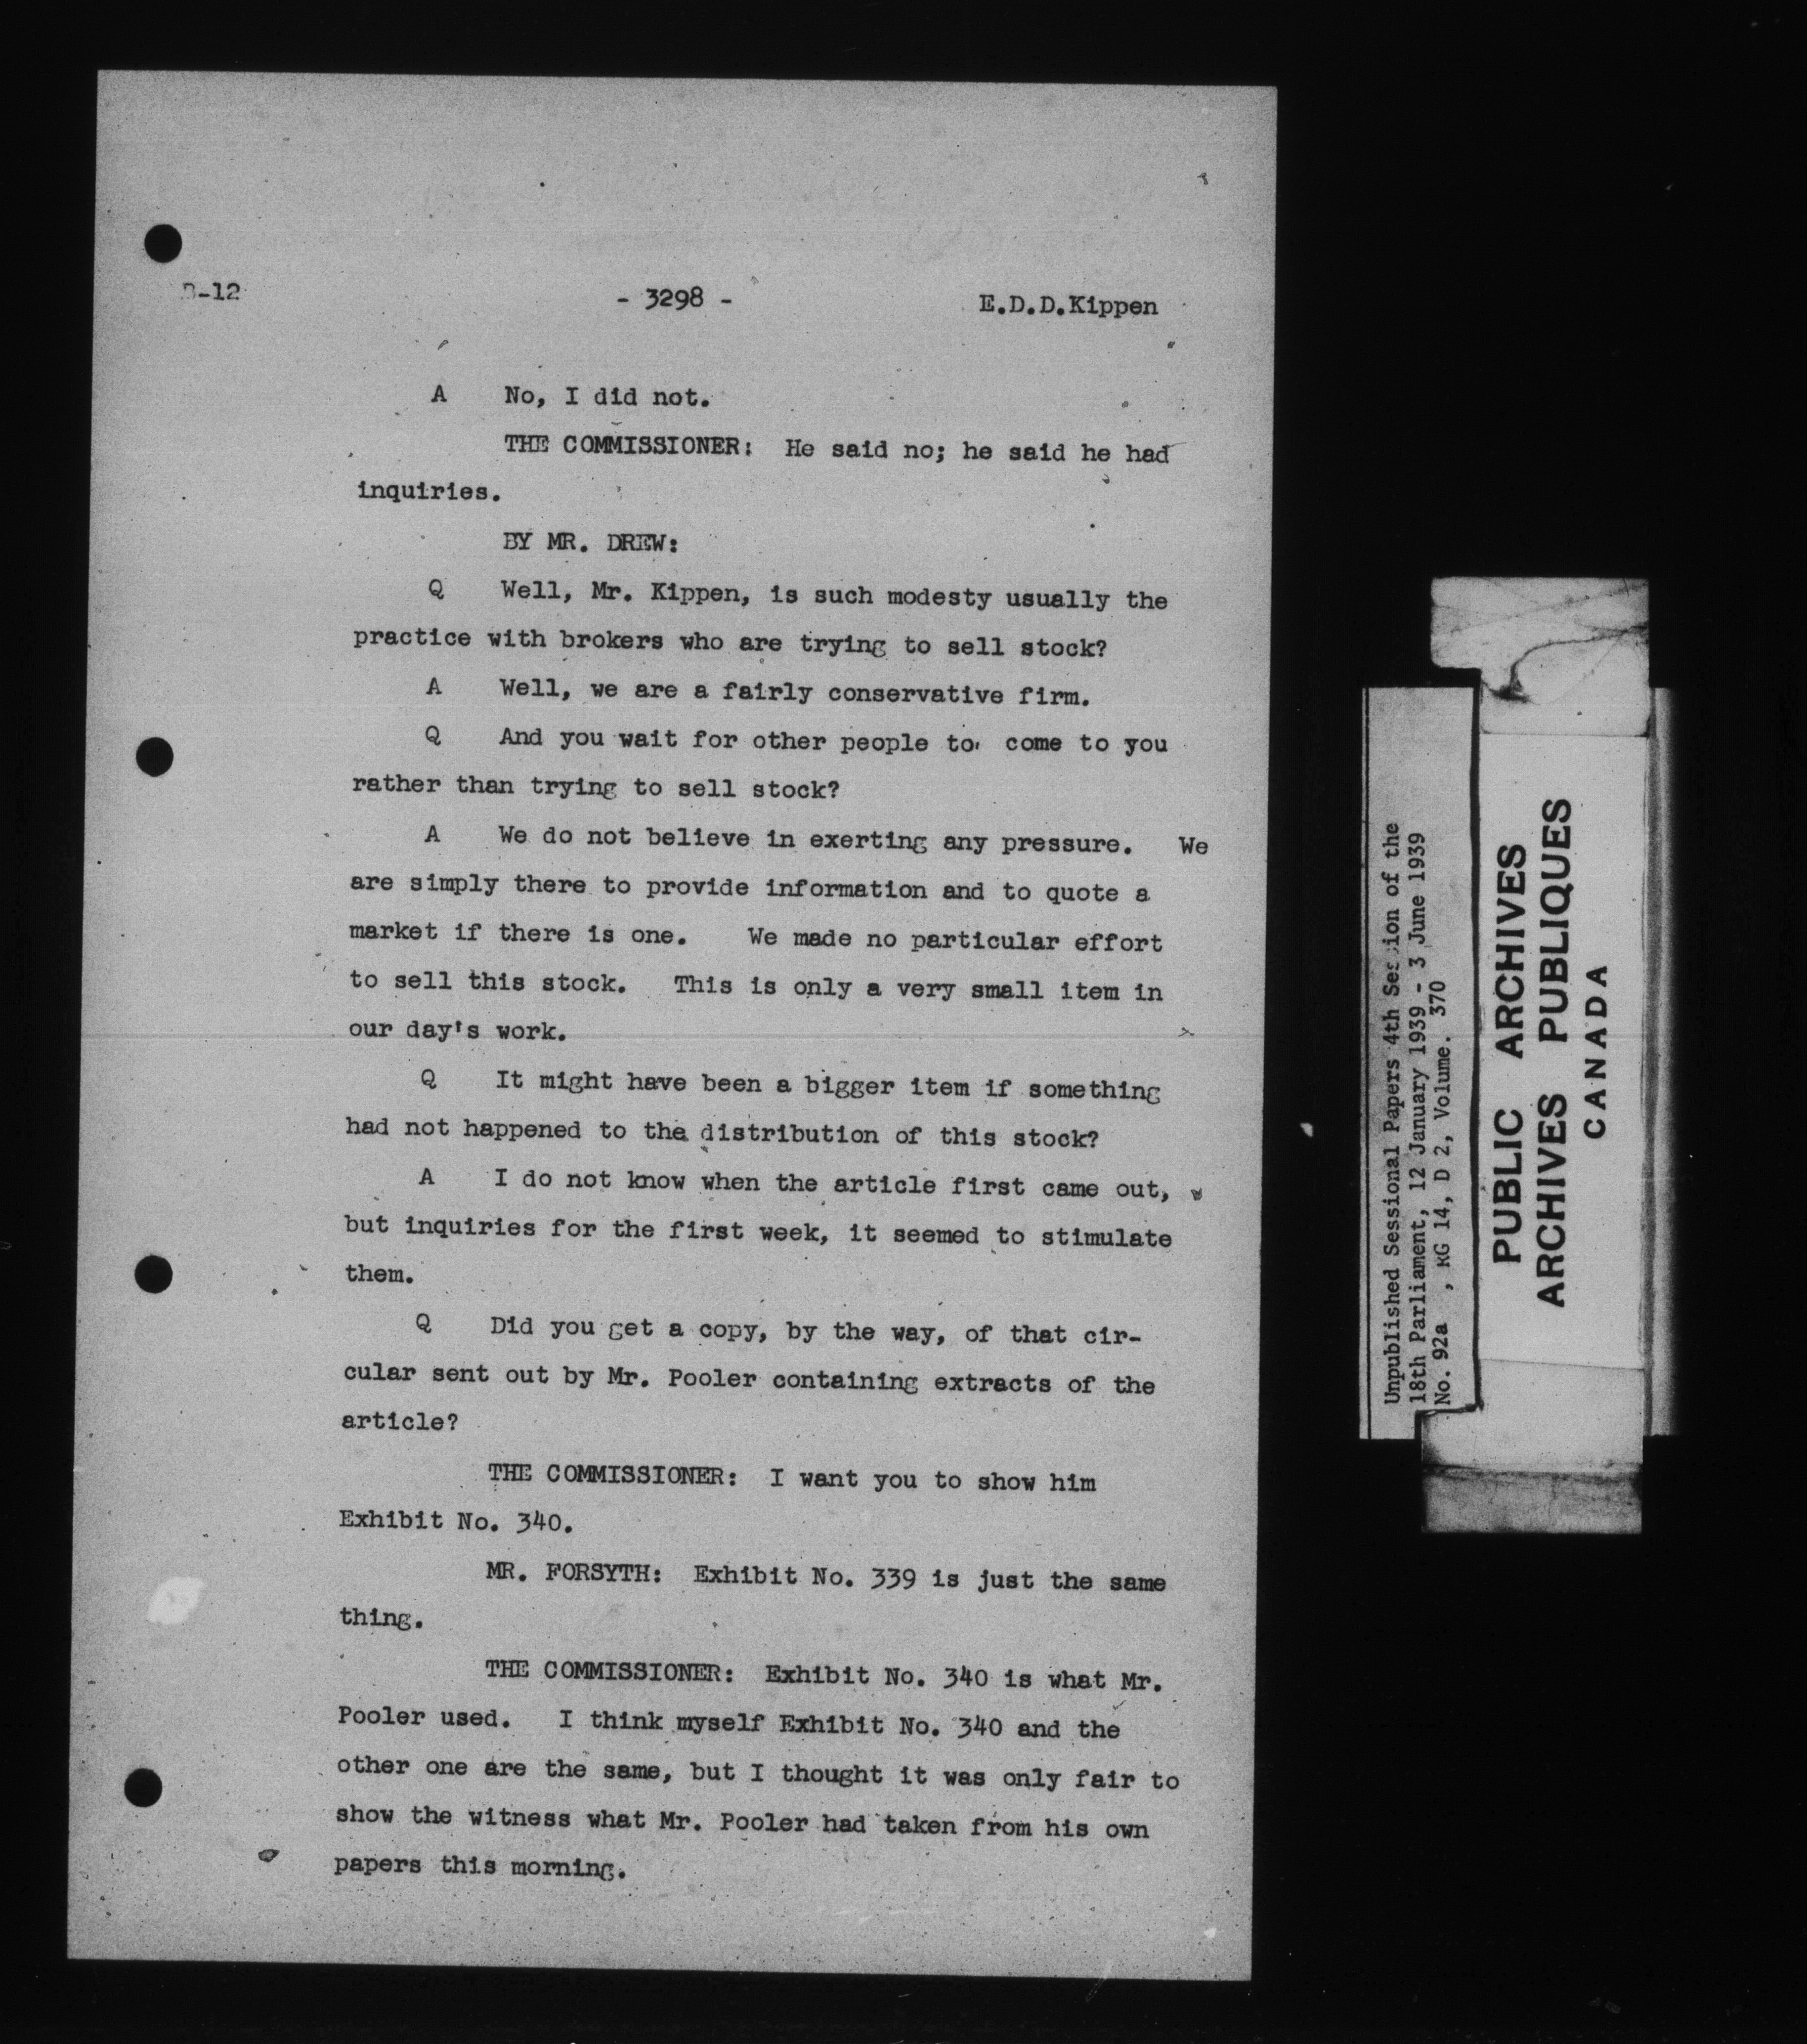 B-12
- 3298 -
E.D.D.Kippen
A No, I did not.
THE COMMISSIONER: He said no; he said he had
inquiries.
BY MR. DREW:
Q Well, Mr. Kippen, is such modesty usually the
practice with brokers who are trying to sell stock?
A Well, we are a fairly conservative firm.
Q And you wait for other people to come to you
rather than trying to sell stock?
A We do not believe in exerting any pressure. We
are simply there to provide information and to quote a
market if there is one. We made no particular effort
to sell this stock. This is only a very small item in
our day's work.
Q It might have been a bigger item if something
had not happened to the distribution of this stock?
A I do not know when the article first came out,
but inquiries for the first week, it seemed to stimulate
them.
Q Did you get a copy, by the way, of that cir-
cular sent out by Mr. Pooler containing extracts of the
article?
THE COMMISSIONER: I want you to show him
Exhibit No. 340.
MR. FORSYTH: Exhibit No. 339 is just the same
thing.
THE COMMISSIONER: Exhibit No. 340 is what Mr.
Pooler used. I think myself Exhibit No. 340 and the
other one are the same, but I thought it was only fair to
show the witness what Mr. Pooler had taken from his own
papers this morning.
Unpublished Sessional Papers 4th Session of the
18th Parliament, 12 January 1939 - 3 June 1939
No. 92a , RG 14, D 2, Volume. 370
PUBLIC ARCHIVES
ARCHIVES PUBLIQUES
CANADA